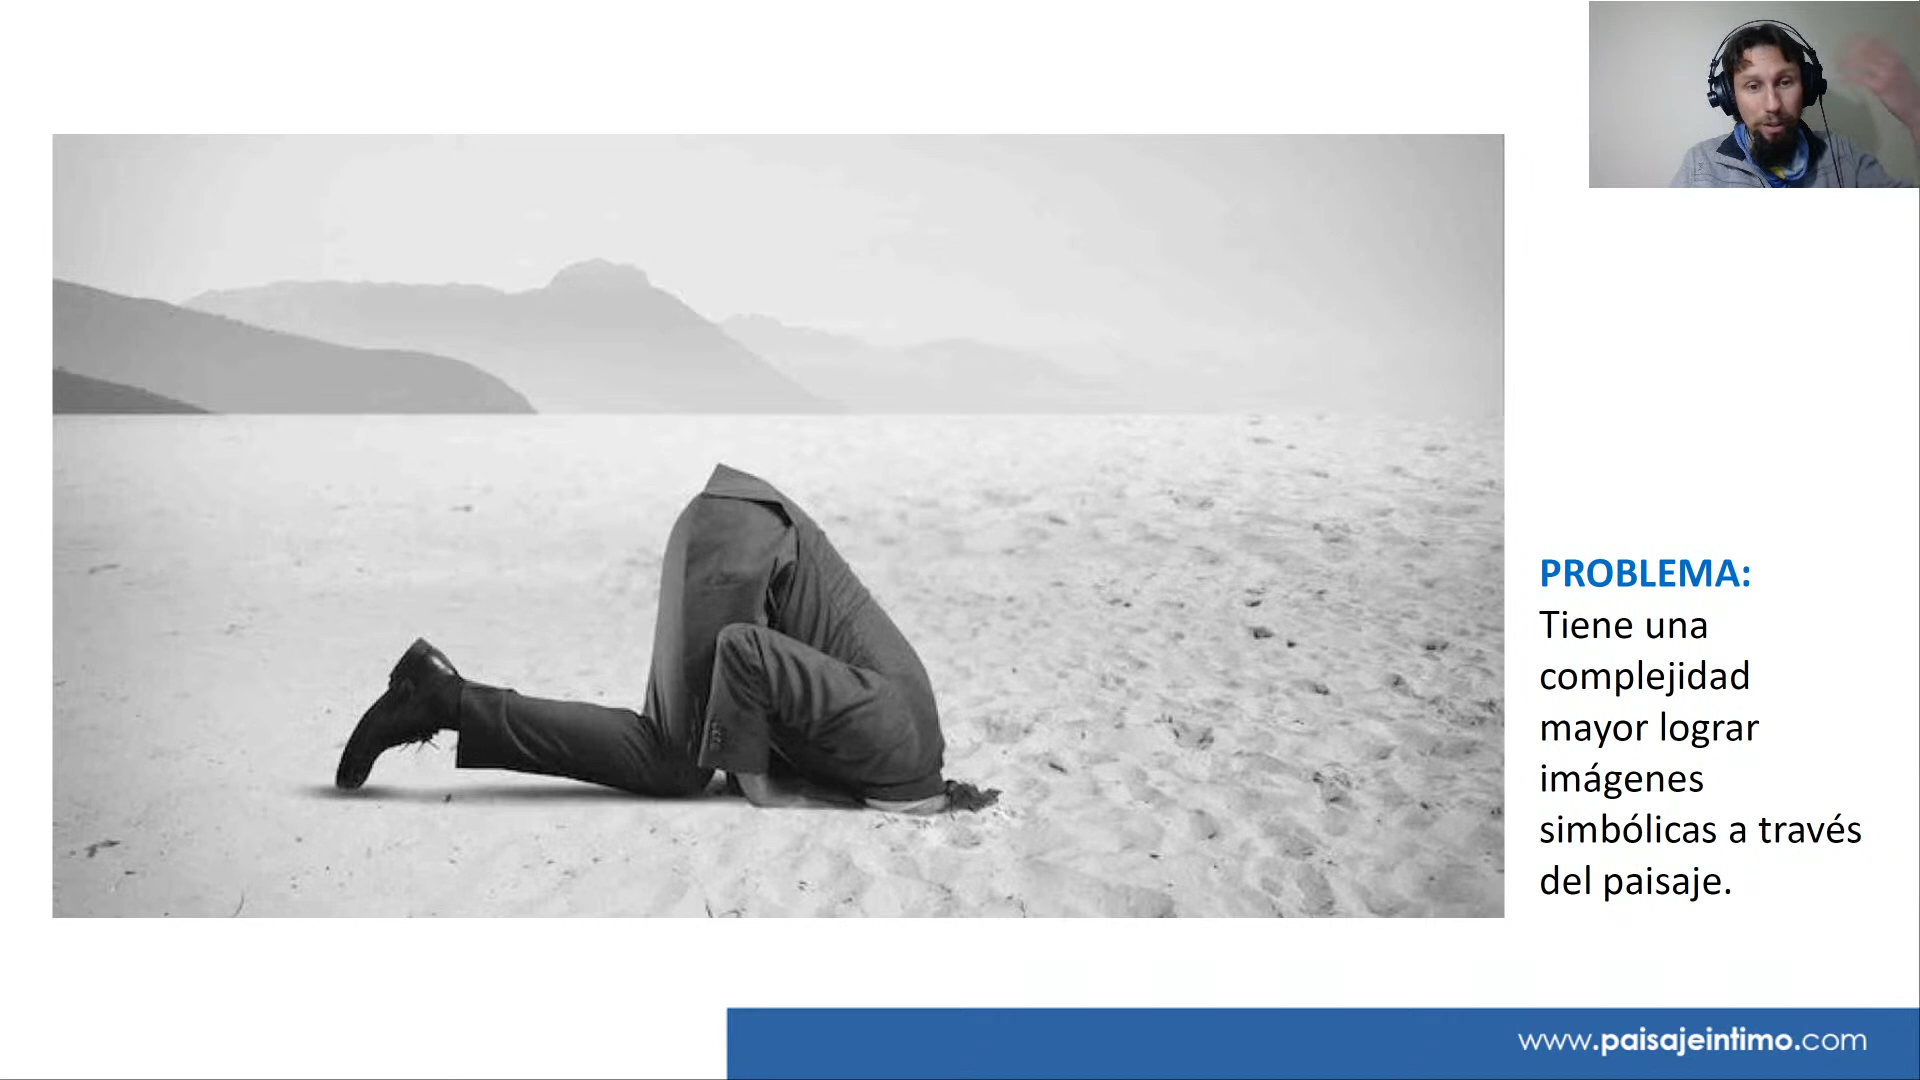 PROBLEMA:
Tiene una
complejidad
mayor lograr
imágenes
simbólicas a través
del paisaje.
www.paisajeintimo.com